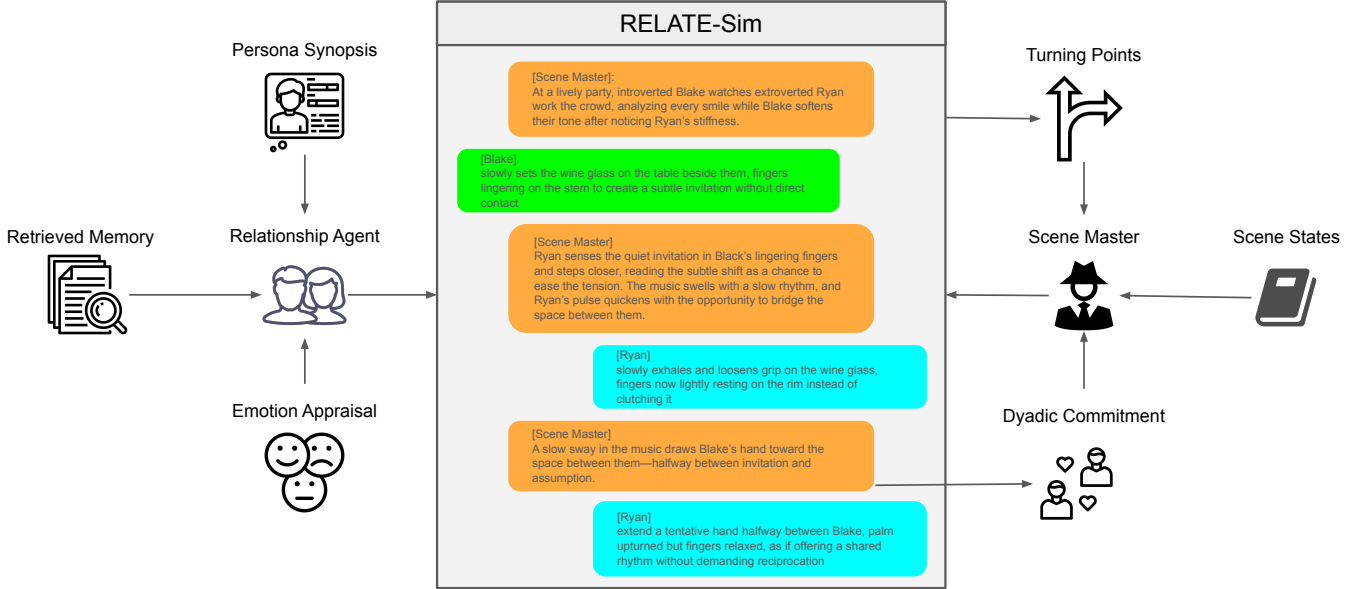 RELATE-Sim
Persona Synopsis
Retrieved Memory
Relationship Agent
Emotion Appraisal
[Scene Master]:
At a lively party, introverted Blake watches extroverted Ryan
work the crowd, analyzing every smile while Blake softens
their tone after noticing Ryan's stiffness.
[Blake]
slowly sets the wine glass on the table beside them, fingers
lingering on the stem to create a subtle invitation without direct
contact
[Scene Master]
Ryan senses the quiet invitation in Black's lingering fingers
and steps closer, reading the subtle shift as a chance to
ease the tension. The music swells with a slow rhythm, and
Ryan's pulse quickens with the opportunity to bridge the
space between them.
[Ryan]
slowly exhales and loosens grip on the wine glass,
fingers now lightly resting on the rim instead of
clutching it
[Scene Master]
A slow sway in the music draws Blake's hand toward the
space between them—halfway between invitation and
assumption.
[Ryan]
extend a tentative hand halfway between Blake, palm
upturned but fingers relaxed, as if offering a shared
rhythm without demanding reciprocation
Turning Points
Scene Master
Scene States
Dyadic Commitment